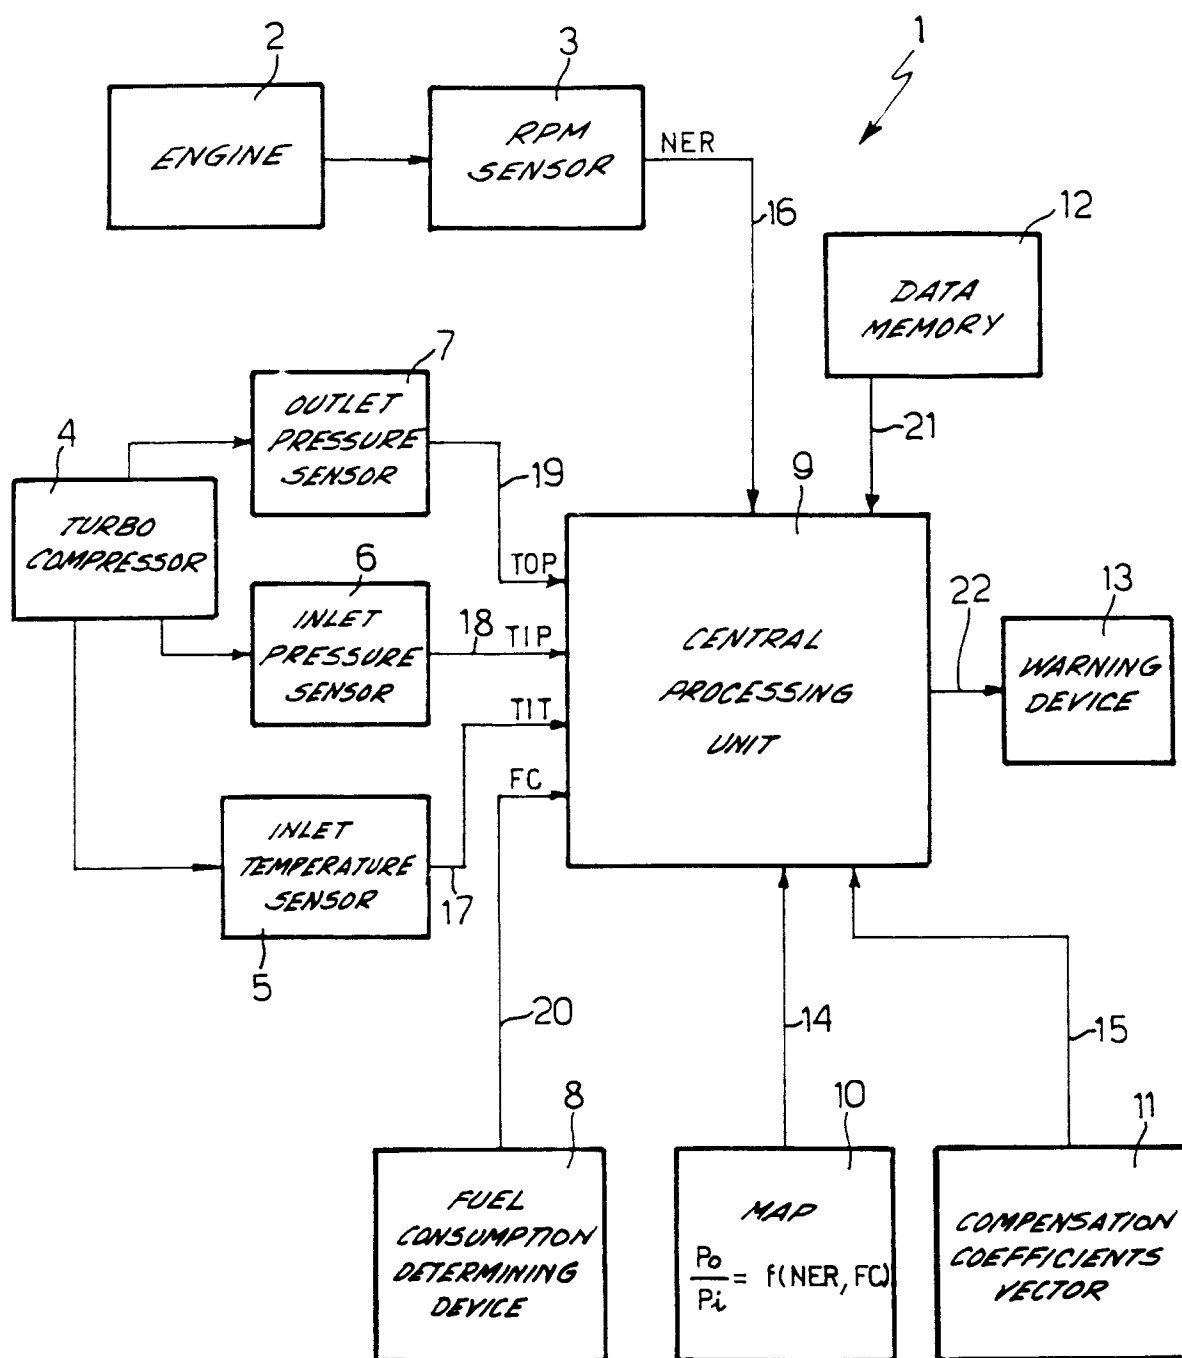 1
2
3
ENGINE
RPM
SENSOR
NER
16
12
DATA
MEMORY
21
7
OUTLET
PRESSURE
SENSOR
19
4
TURBO
COMPRESSOR
9
TOP
6
INLET
PRESSURE
SENSOR
18
TIP
CENTRAL
PROCESSING
UNIT
22
13
WARNING
DEVICE
TIT
FC
INLET
TEMPERATURE
SENSOR
17
5
20
14
15
8
FUEL
CONSUMPTION
DETERMINING
DEVICE
10
MAP
Po
Pi = f(NER, FC)
11
COMPENSATION
COEFFICIENTS
VECTOR